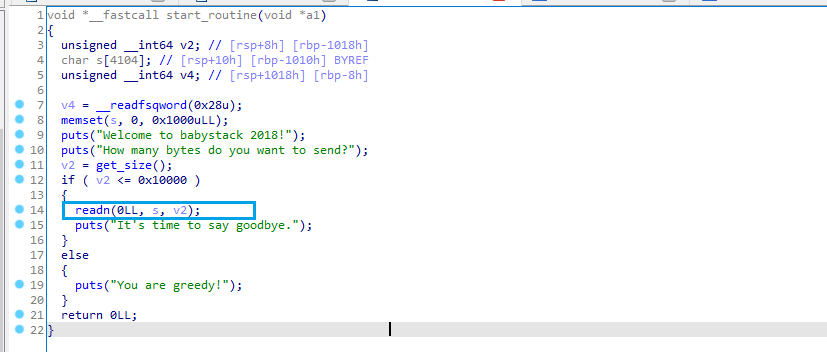 1 void *__fastcall start_routine(void *a1)
2 {
3 unsigned __int64 v2; // [rsp+8h] [rbp-1018h]
4 char s[4104]; // [rsp+10h] [rbp-1010h] BYREF
5 unsigned __int64 v4; // [rsp+1018h] [rbp-8h]
6
7 v4 = __readfsqword(0x28u);
8 memset(s, 0, 0x1000uLL);
9 puts("Welcome to babystack 2018!");
10 puts("How many bytes do you want to send?");
11 v2 = get_size();
12 if ( v2 <= 0x10000 )
13 {
14 readn(0LL, s, v2);
15 puts("It's time to say goodbye.");
16 }
17 else
18 {
19 puts("You are greedy!");
20 }
21 return 0LL;
22 }